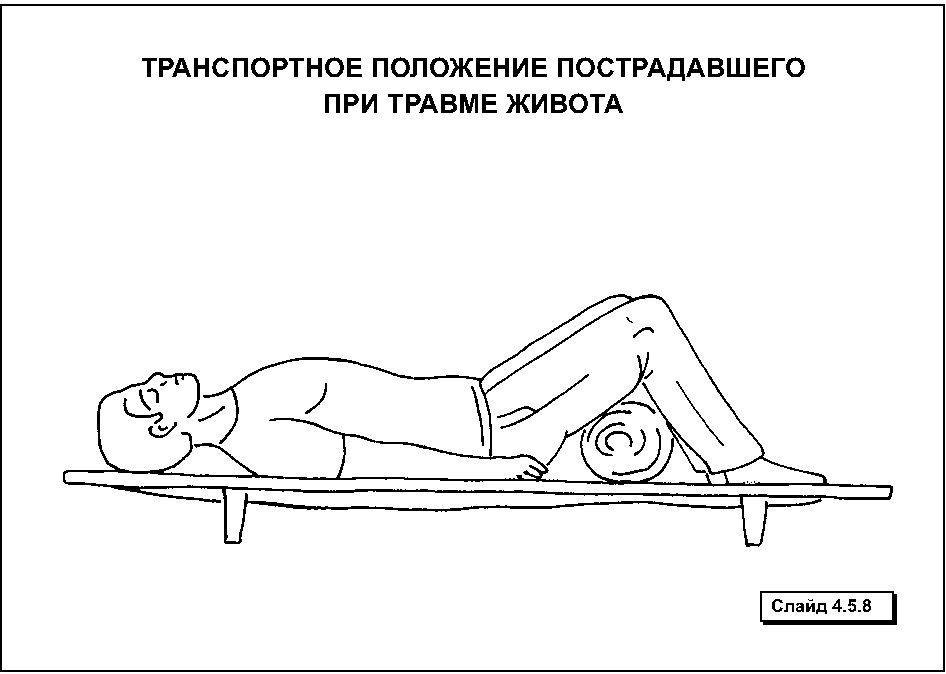 ТРАНСПОРТНОЕ ПОЛОЖЕНИЕ ПОСТРАДАВШЕГО
ПРИ ТРАВМЕ ЖИВОТА
Слайд 4.5.8